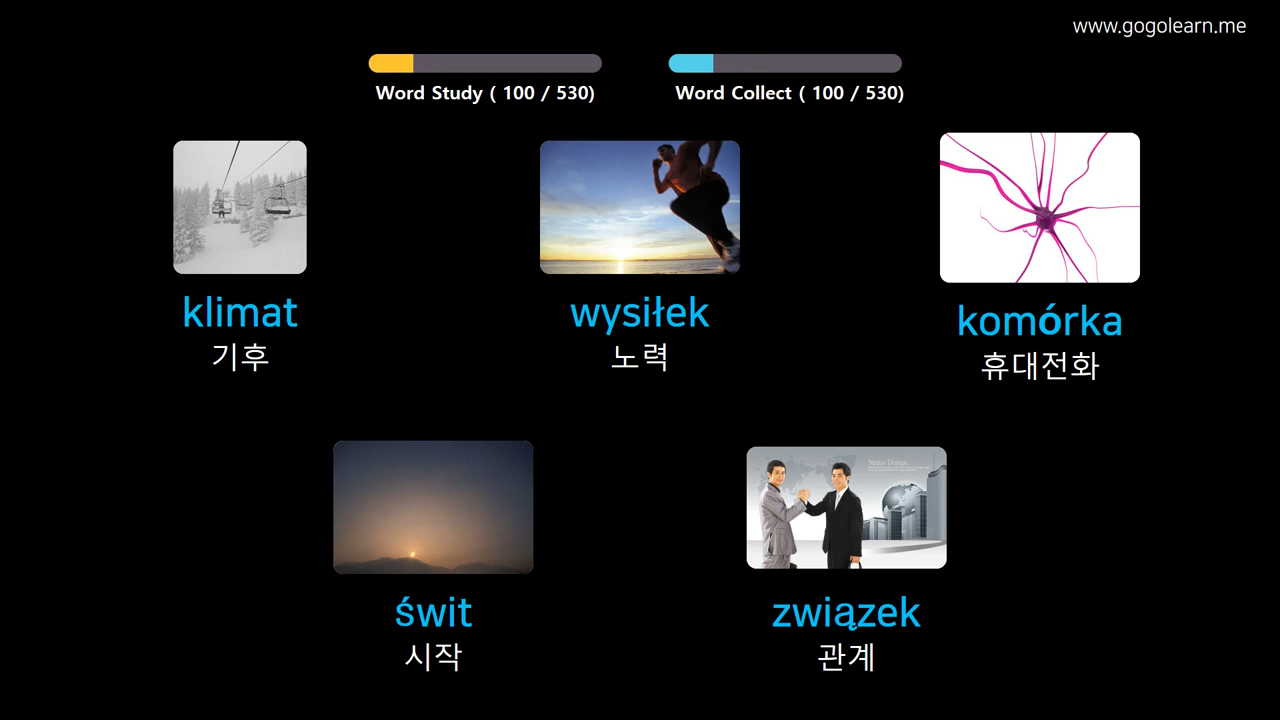 www.gogolearn.me
Word Study ( 100 / 530)
Word Collect ( 100 / 530)
klimat
기후
wysiłek
노력
komórka
휴대전화
świt
시작
związek
관계